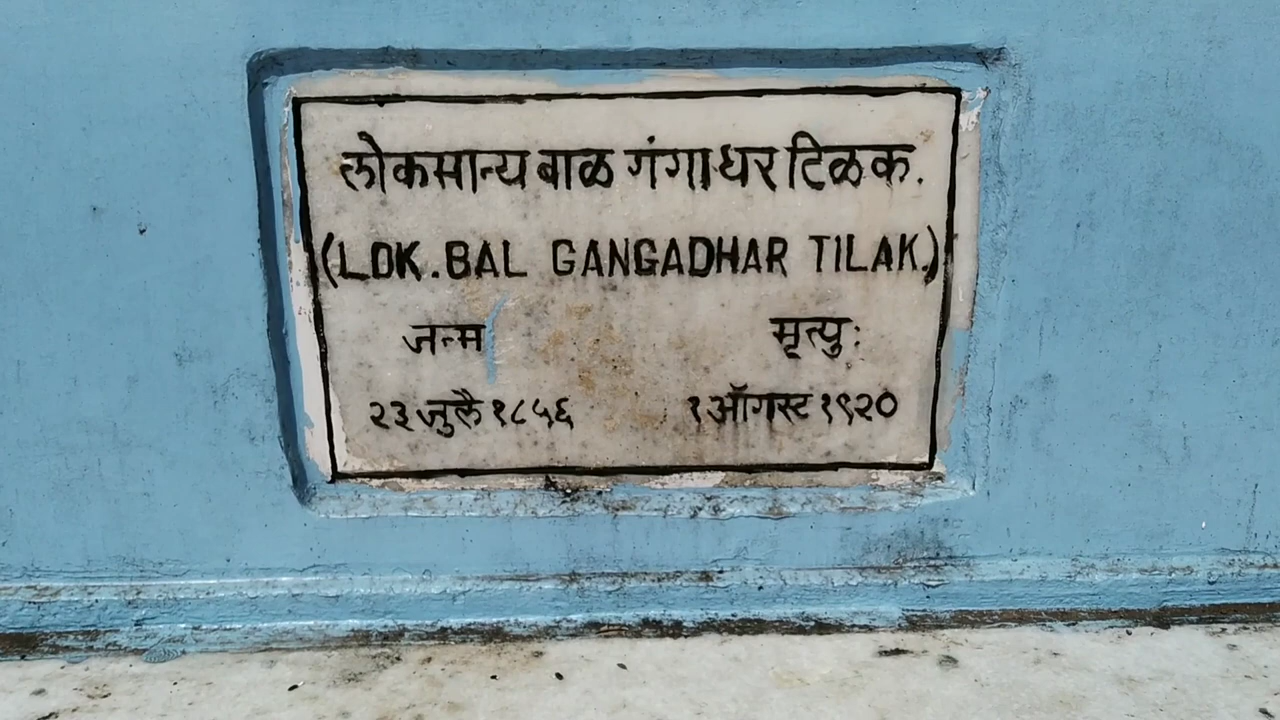 लोकमान्य बाळ गंगाधर टिळक.
(LOK. BAL GANGADHAR TILAK.)
जन्म मृत्यु:
२३ जुलै १८५६ १ ऑगस्ट १९२०